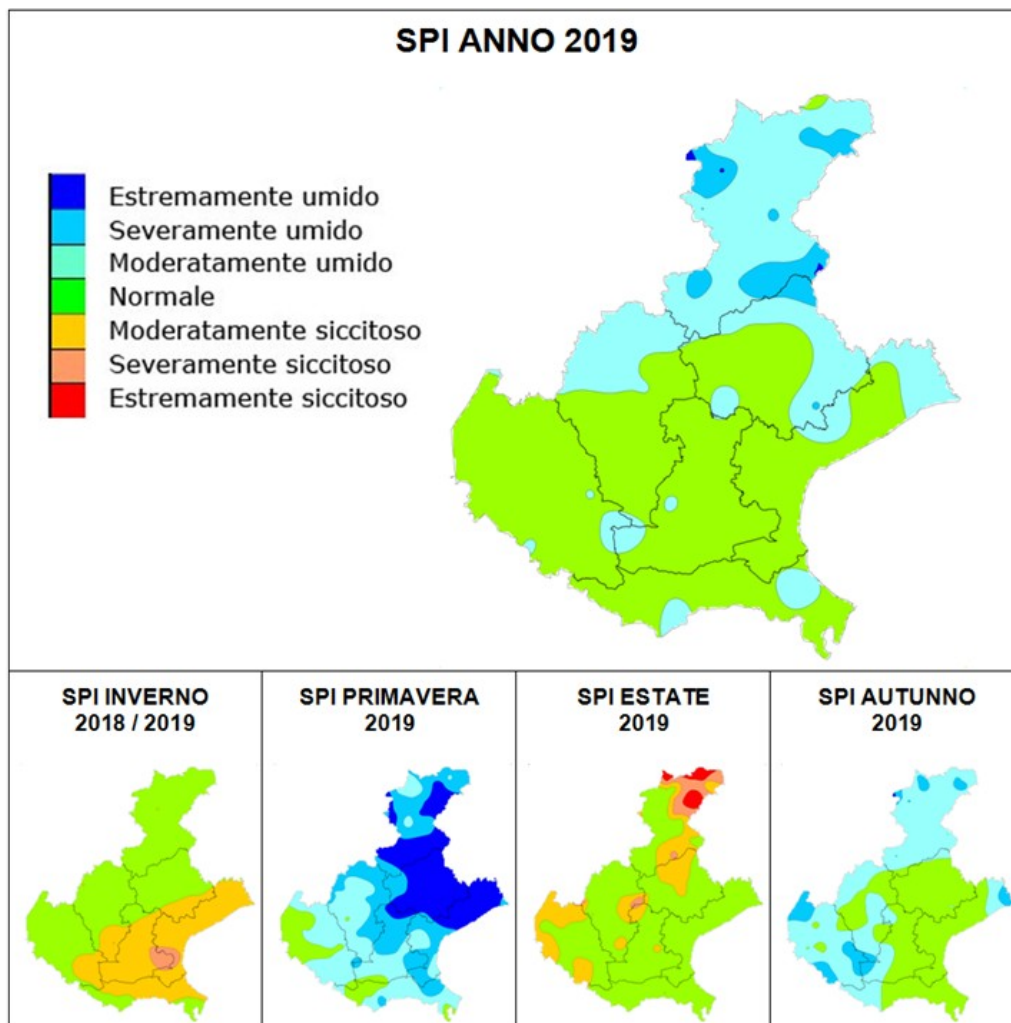 SPI ANNO 2019
Estremamente umido
Severamente umido
Moderatamente umido
Normale
Moderatamente siccitoso
Severamente siccitoso
Estremamente siccitoso
SPI INVERNO
2018 / 2019
SPI PRIMAVERA
2019
SPI ESTATE
2019
SPI AUTUNNO
2019